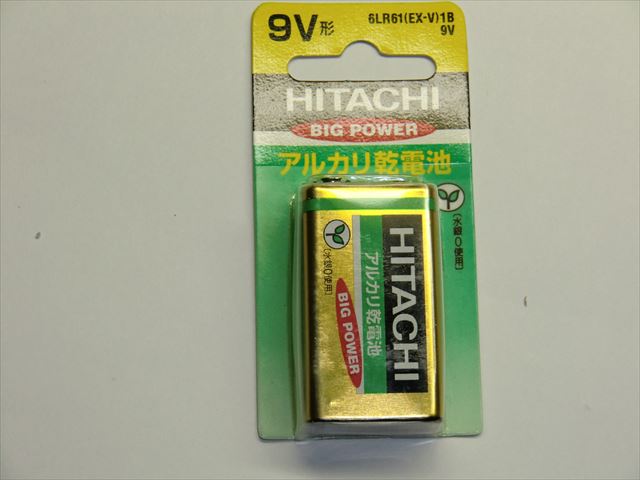 9V形
6LR61(EX-V)1B
9V
HITACHI
BIG POWER
アルカリ乾電池
(水銀0使用)
HITACHI
アルカリ乾電池
BIG POWER
(水銀0使用)